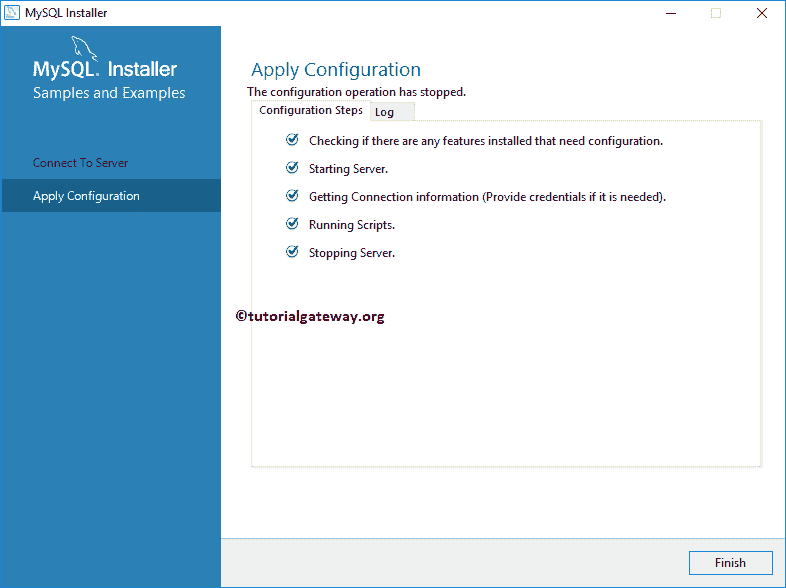 MySQL Installer
MySQL. Installer
Samples and Examples
Connect To Server
Apply Configuration
Apply Configuration
The configuration operation has stopped.
Configuration Steps
Log
Checking if there are any features installed that need configuration.
Starting Server.
Getting Connection information (Provide credentials if it is needed).
Running Scripts.
Stopping Server.
©tutorialgateway.org
Finish